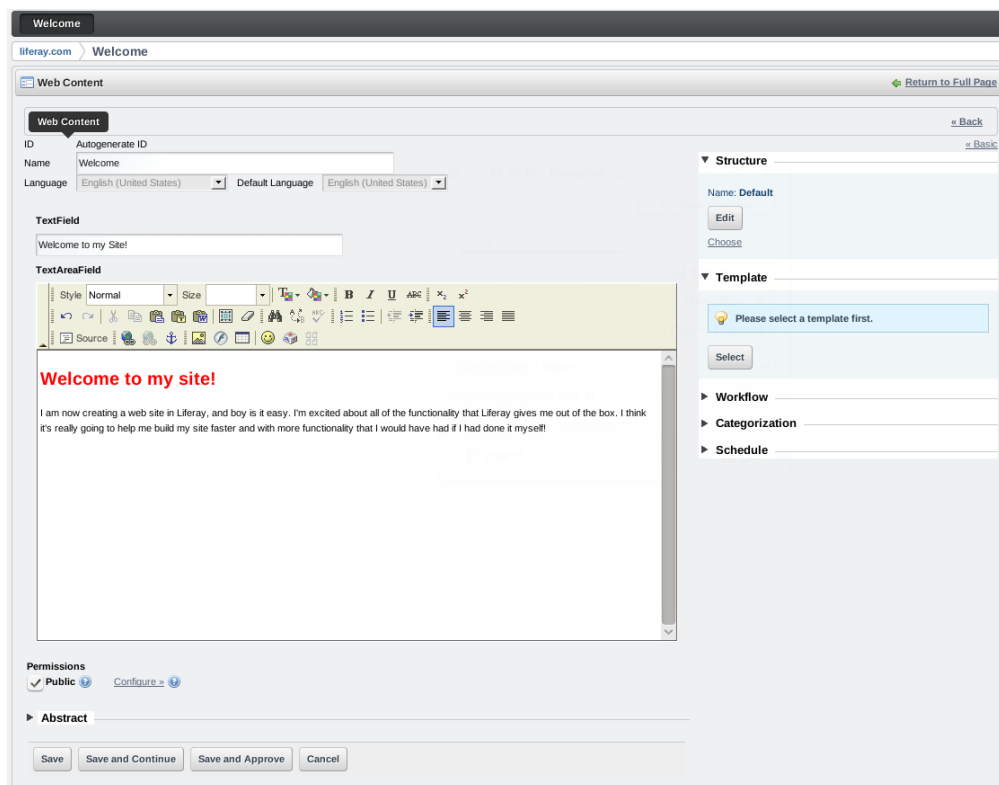 Welcome
liferay.com Welcome
Web Content Return to Full Page
Web Content « Back
ID Autogenerate ID « Basic
Name Welcome
Language English (United States) Default Language English (United States)
Structure
Name: Default
Edit
Choose
TextField
Welcome to my Site!
TextAreaField
Style Normal Size
Source
Welcome to my site!
I am now creating a web site in Liferay, and boy is it easy. I'm excited about all of the functionality that Liferay gives me out of the box. I think
it's really going to help me build my site faster and with more functionality that I would have had if I had done it myself!
Template
Please select a template first.
Select
Workflow
Categorization
Schedule
Permissions
Public Configure »
Abstract
Save Save and Continue Save and Approve Cancel